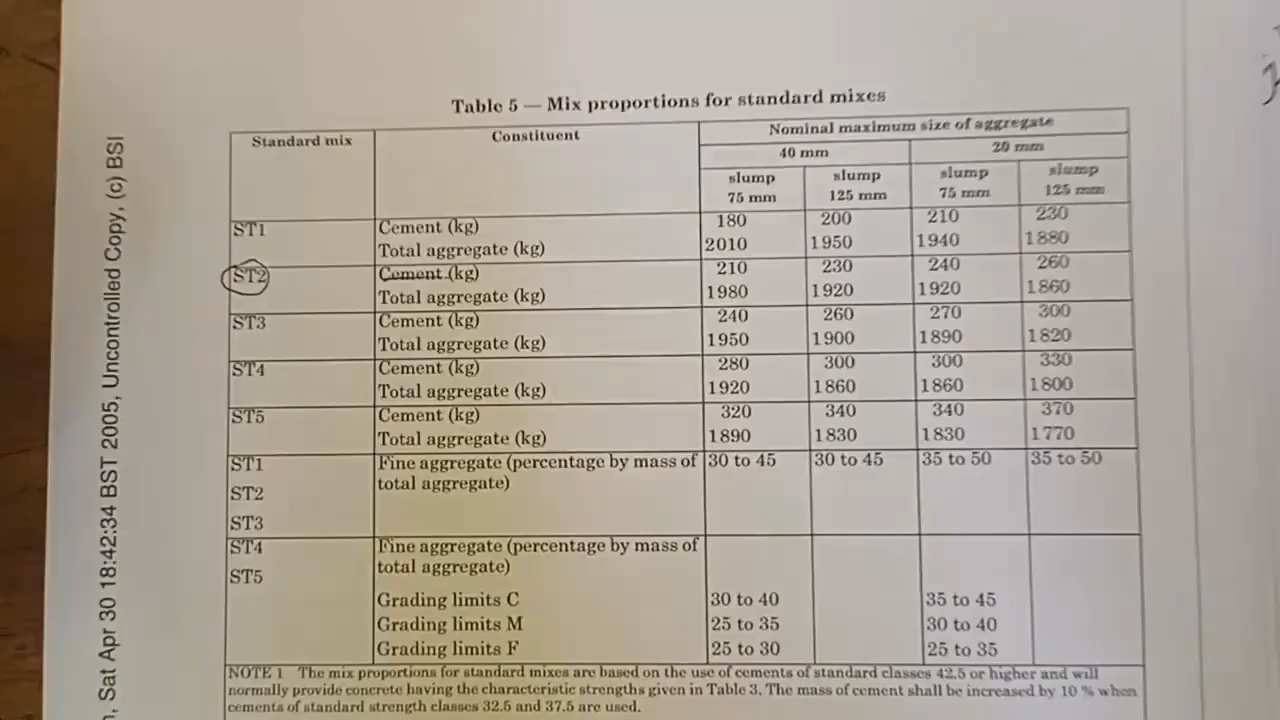 Table 5 — Mix proportions for standard mixes
Standard mix Constituent Nominal maximum size of aggregate
40 mm 20 mm
slump 75 mm slump 125 mm slump 75 mm slump 125 mm
ST1 Cement (kg) 180 200 210 230
Total aggregate (kg) 2010 1950 1940 1880
ST2 Cement (kg) 210 230 240 260
Total aggregate (kg) 1980 1920 1920 1860
ST3 Cement (kg) 240 260 270 300
Total aggregate (kg) 1950 1900 1890 1820
ST4 Cement (kg) 280 300 300 330
Total aggregate (kg) 1920 1860 1860 1800
ST5 Cement (kg) 320 340 340 370
Total aggregate (kg) 1890 1830 1830 1770
ST1 Fine aggregate (percentage by mass of 30 to 45 30 to 45 35 to 50 35 to 50
total aggregate)
ST2
ST3
ST4 Fine aggregate (percentage by mass of
total aggregate)
ST5
Grading limits C 30 to 40 35 to 45
Grading limits M 25 to 35 30 to 40
Grading limits F 25 to 30 25 to 35
NOTE 1 The mix proportions for standard mixes are based on the use of cements of standard classes 42.5 or higher and will
normally provide concrete having the characteristic strengths given in Table 3. The mass of cement shall be increased by 10 % when
cements of standard strength classes 32.5 and 37.5 are used.
, Sat Apr 30 18:42:34 BST 2005, Uncontrolled Copy, (c) BSI